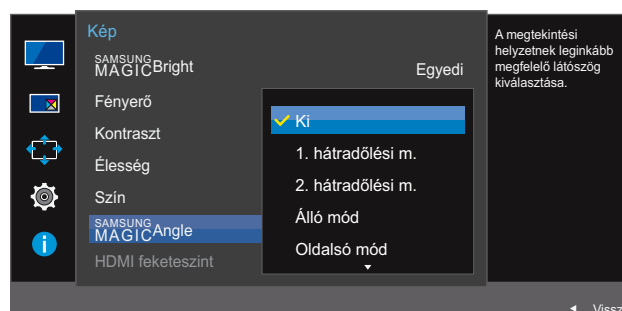 Kép
SAMSUNG
MAGICBright
Egyedi
Fényerő
Kontraszt
Élesség
Szín
SAMSUNG
MAGICAngle
HDMI feketeszint
Ki
1. hátradőlési m.
2. hátradőlési m.
Álló mód
Oldalsó mód
A megtekintési
helyzetnek leginkább
megfelelő látószög
kiválasztása.